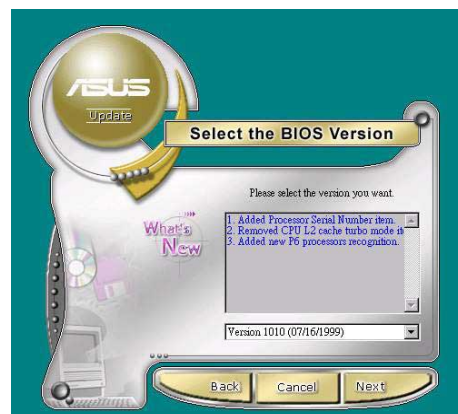 ASUS
Update
Select the BIOS Version
Please select the version you want.
What's
New
1. Added Processor Serial Number item.
2. Removed CPU L2 cache turbo mode it
3. Added new P6 processors recognition.
Version 1010 (07/16/1999)
Back
Cancel
Next